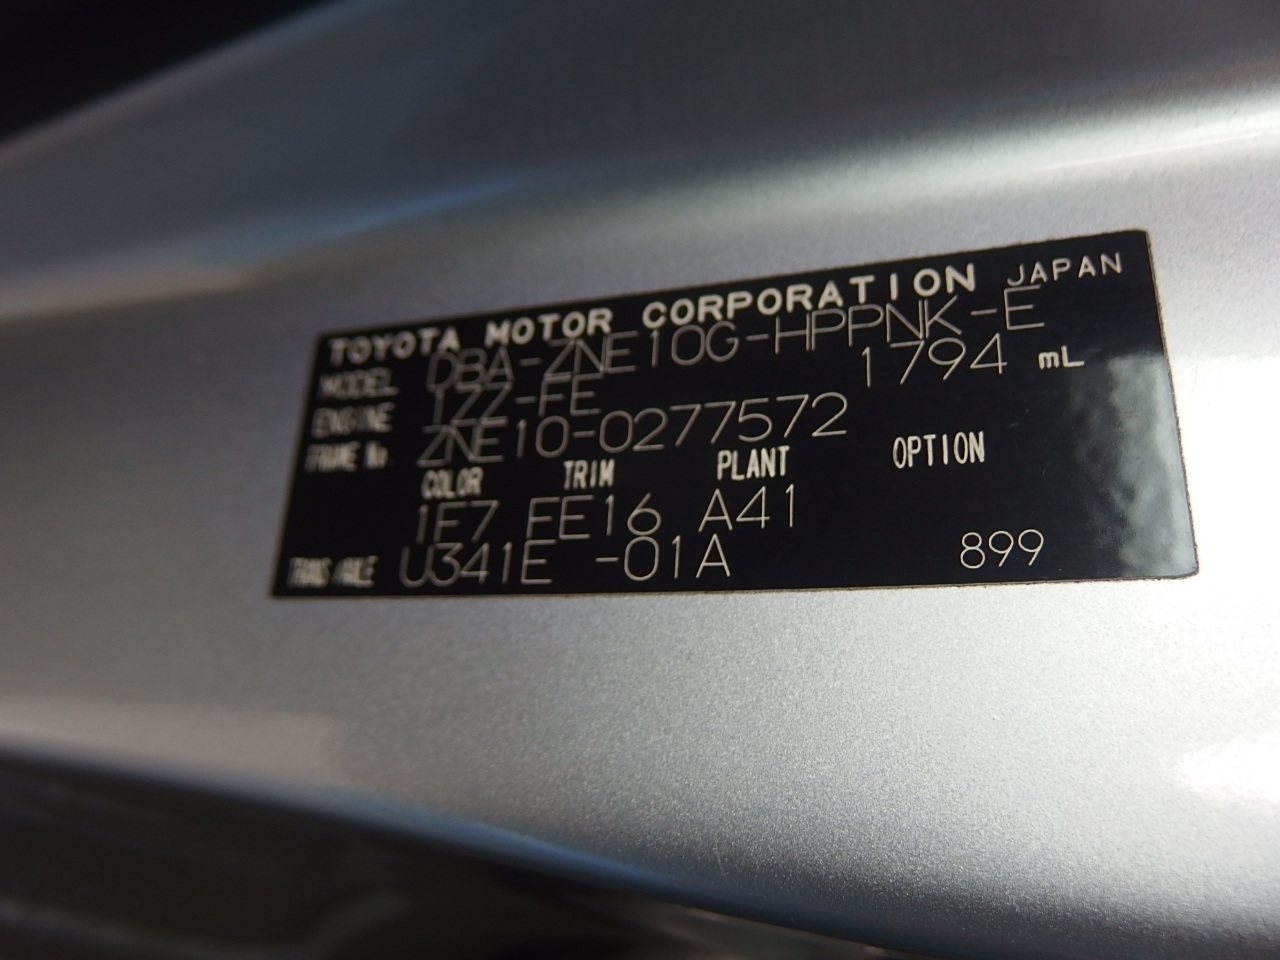 TOYOTA MOTOR CORPORATION JAPAN
MODEL DBA-ZNE10G-HPPNK-E
ENGINE 1ZZ-FE 1794 mL
FRAME No. ZNE10-0277572
COLOR TRIM PLANT OPTION
1F7 FE16 A41
TRANS/AXLE U341E -01A 899